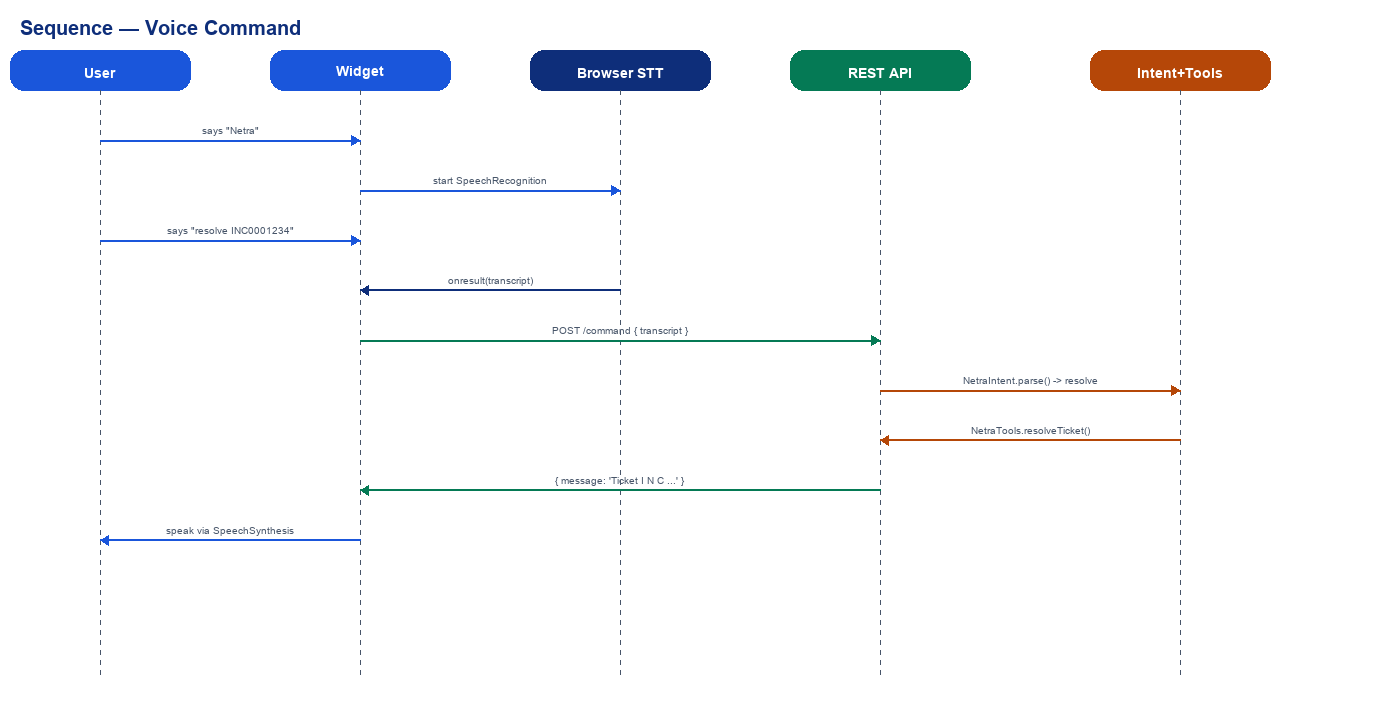 Sequence — Voice Command
User
Widget
Browser STT
REST API
Intent+Tools
says "Netra"
start SpeechRecognition
says "resolve INC0001234"
onresult(transcript)
POST /command { transcript }
NetraIntent.parse() -> resolve
NetraTools.resolveTicket()
{ message: 'Ticket I N C ...' }
speak via SpeechSynthesis